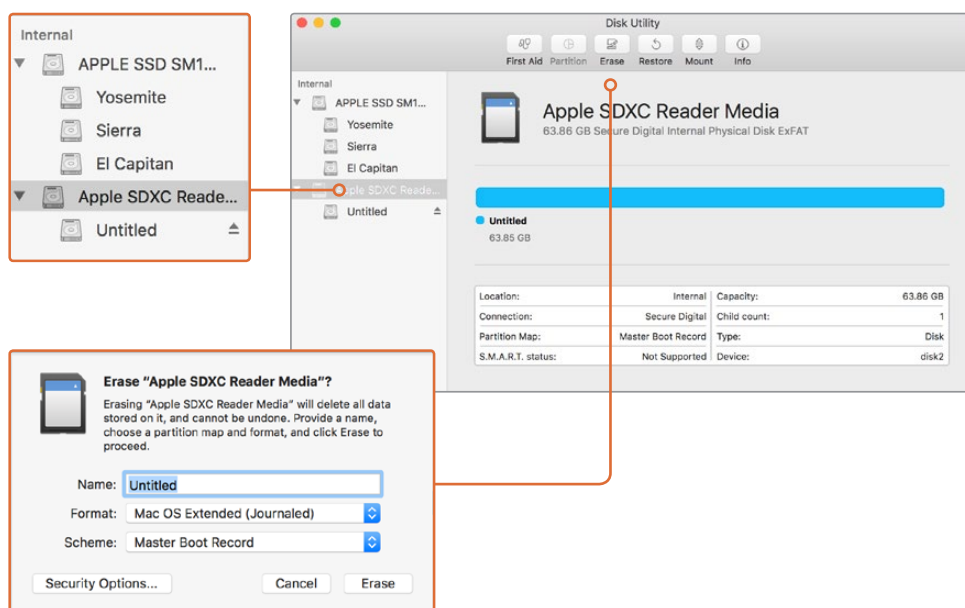 Internal
APPLE SSD SM1...
Yosemite
Sierra
El Capitan
Apple SDXC Reade...
Untitled
Disk Utility
First Aid Partition Erase Restore Mount Info
Internal
APPLE SSD SM1...
Yosemite
Sierra
El Capitan
ple SDXC Reade...
Untitled
Apple SDXC Reader Media
63.86 GB Secure Digital Internal Physical Disk ExFAT
Untitled
63.85 GB
Location: Internal Capacity: 63.86 GB
Connection: Secure Digital Child count: 1
Partition Map: Master Boot Record Type: Disk
S.M.A.R.T. status: Not Supported Device: disk2
Erase “Apple SDXC Reader Media”?
Erasing “Apple SDXC Reader Media” will delete all data
stored on it, and cannot be undone. Provide a name,
choose a partition map and format, and click Erase to
proceed.
Name: Untitled
Format: Mac OS Extended (Journaled)
Scheme: Master Boot Record
Security Options... Cancel Erase